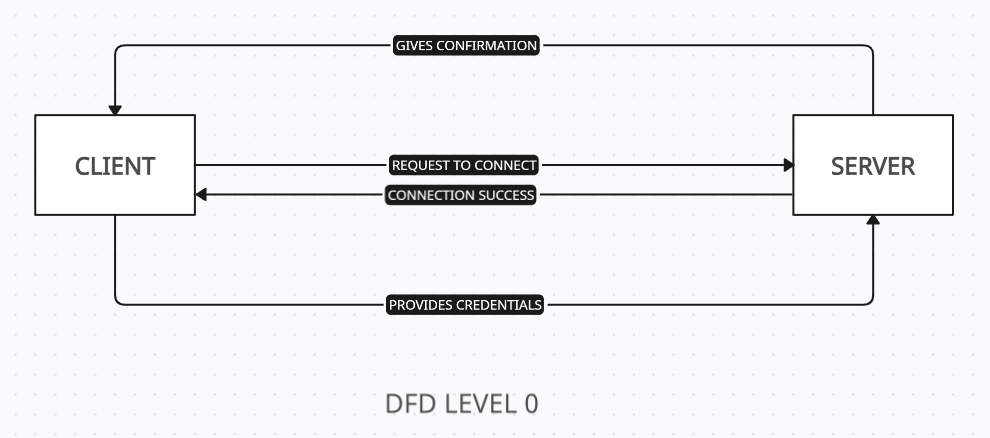 GIVES CONFIRMATION
CLIENT
REQUEST TO CONNECT
SERVER
CONNECTION SUCCESS
PROVIDES CREDENTIALS
DFD LEVEL 0